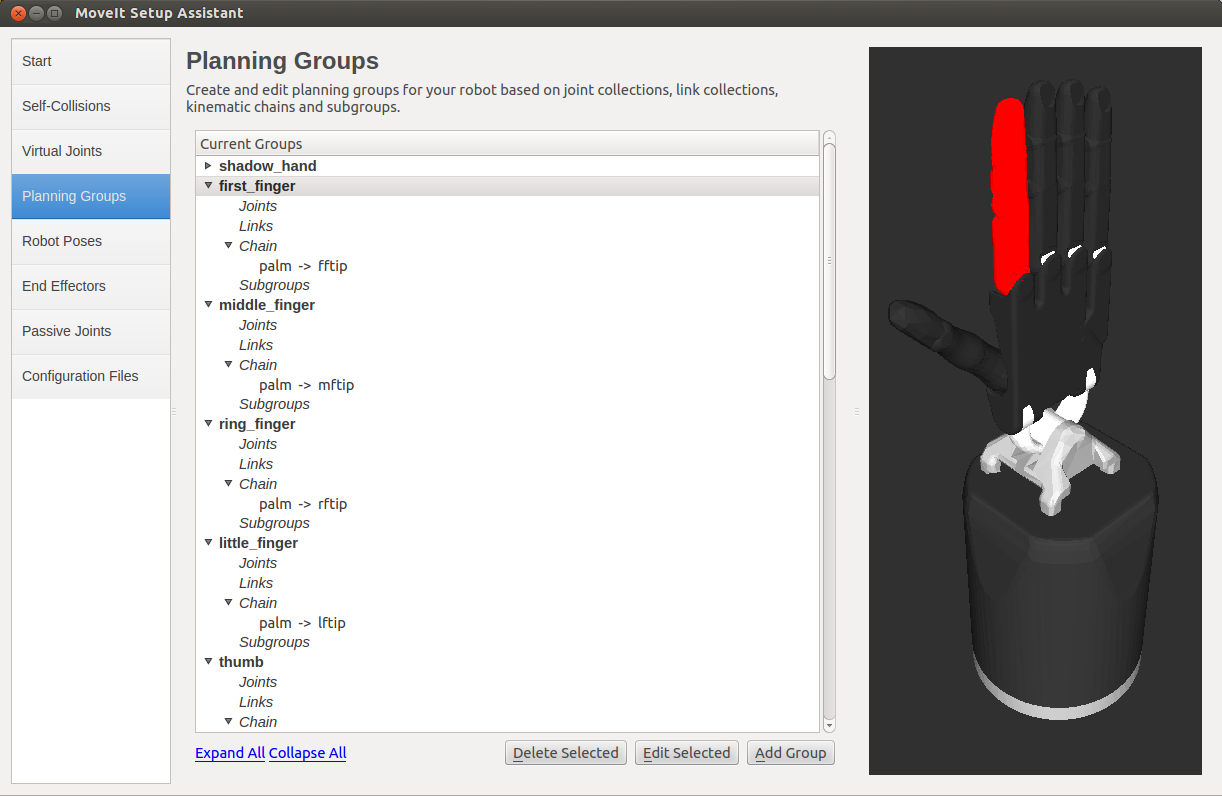 MoveIt Setup Assistant
Start
Self-Collisions
Virtual Joints
Planning Groups
Robot Poses
End Effectors
Passive Joints
Configuration Files
Planning Groups
Create and edit planning groups for your robot based on joint collections, link collections,
kinematic chains and subgroups.
Current Groups
shadow_hand
first_finger
Joints
Links
Chain
palm -> fftip
Subgroups
middle_finger
Joints
Links
Chain
palm -> mftip
Subgroups
ring_finger
Joints
Links
Chain
palm -> rftip
Subgroups
little_finger
Joints
Links
Chain
palm -> lftip
Subgroups
thumb
Joints
Links
Chain
Expand All Collapse All
Delete Selected
Edit Selected
Add Group